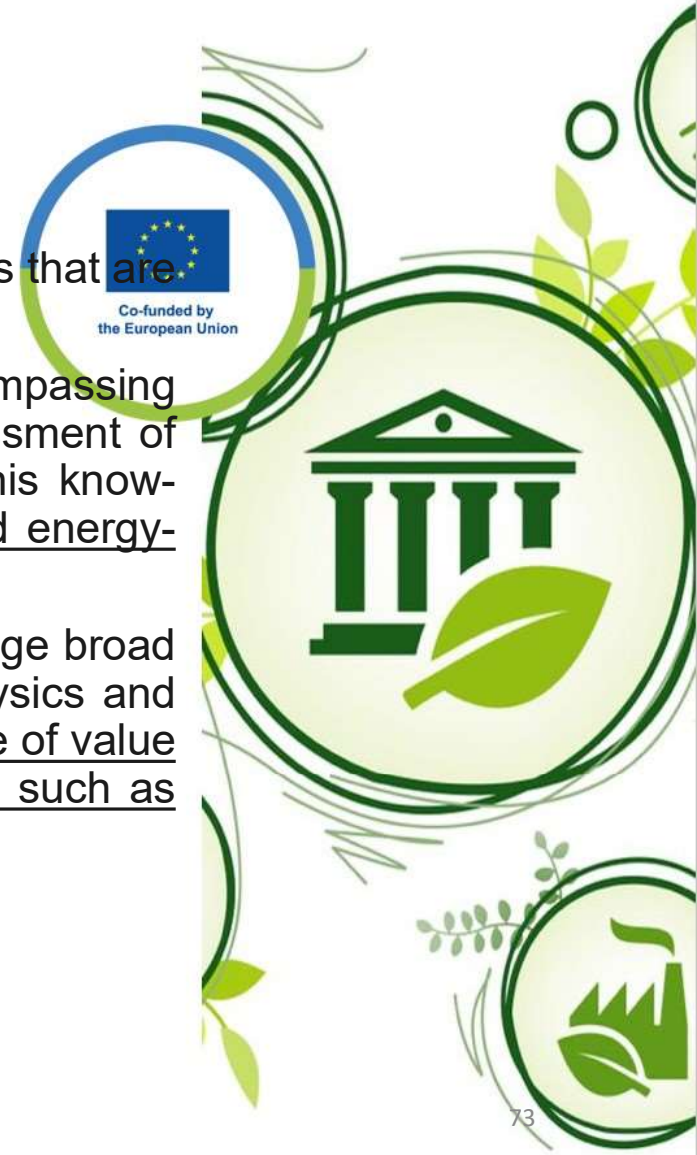 s that are
Co-funded by
the European Union
mpassing
sment of
his know-
d energy-
ge broad
ysics and
e of value
such as
73